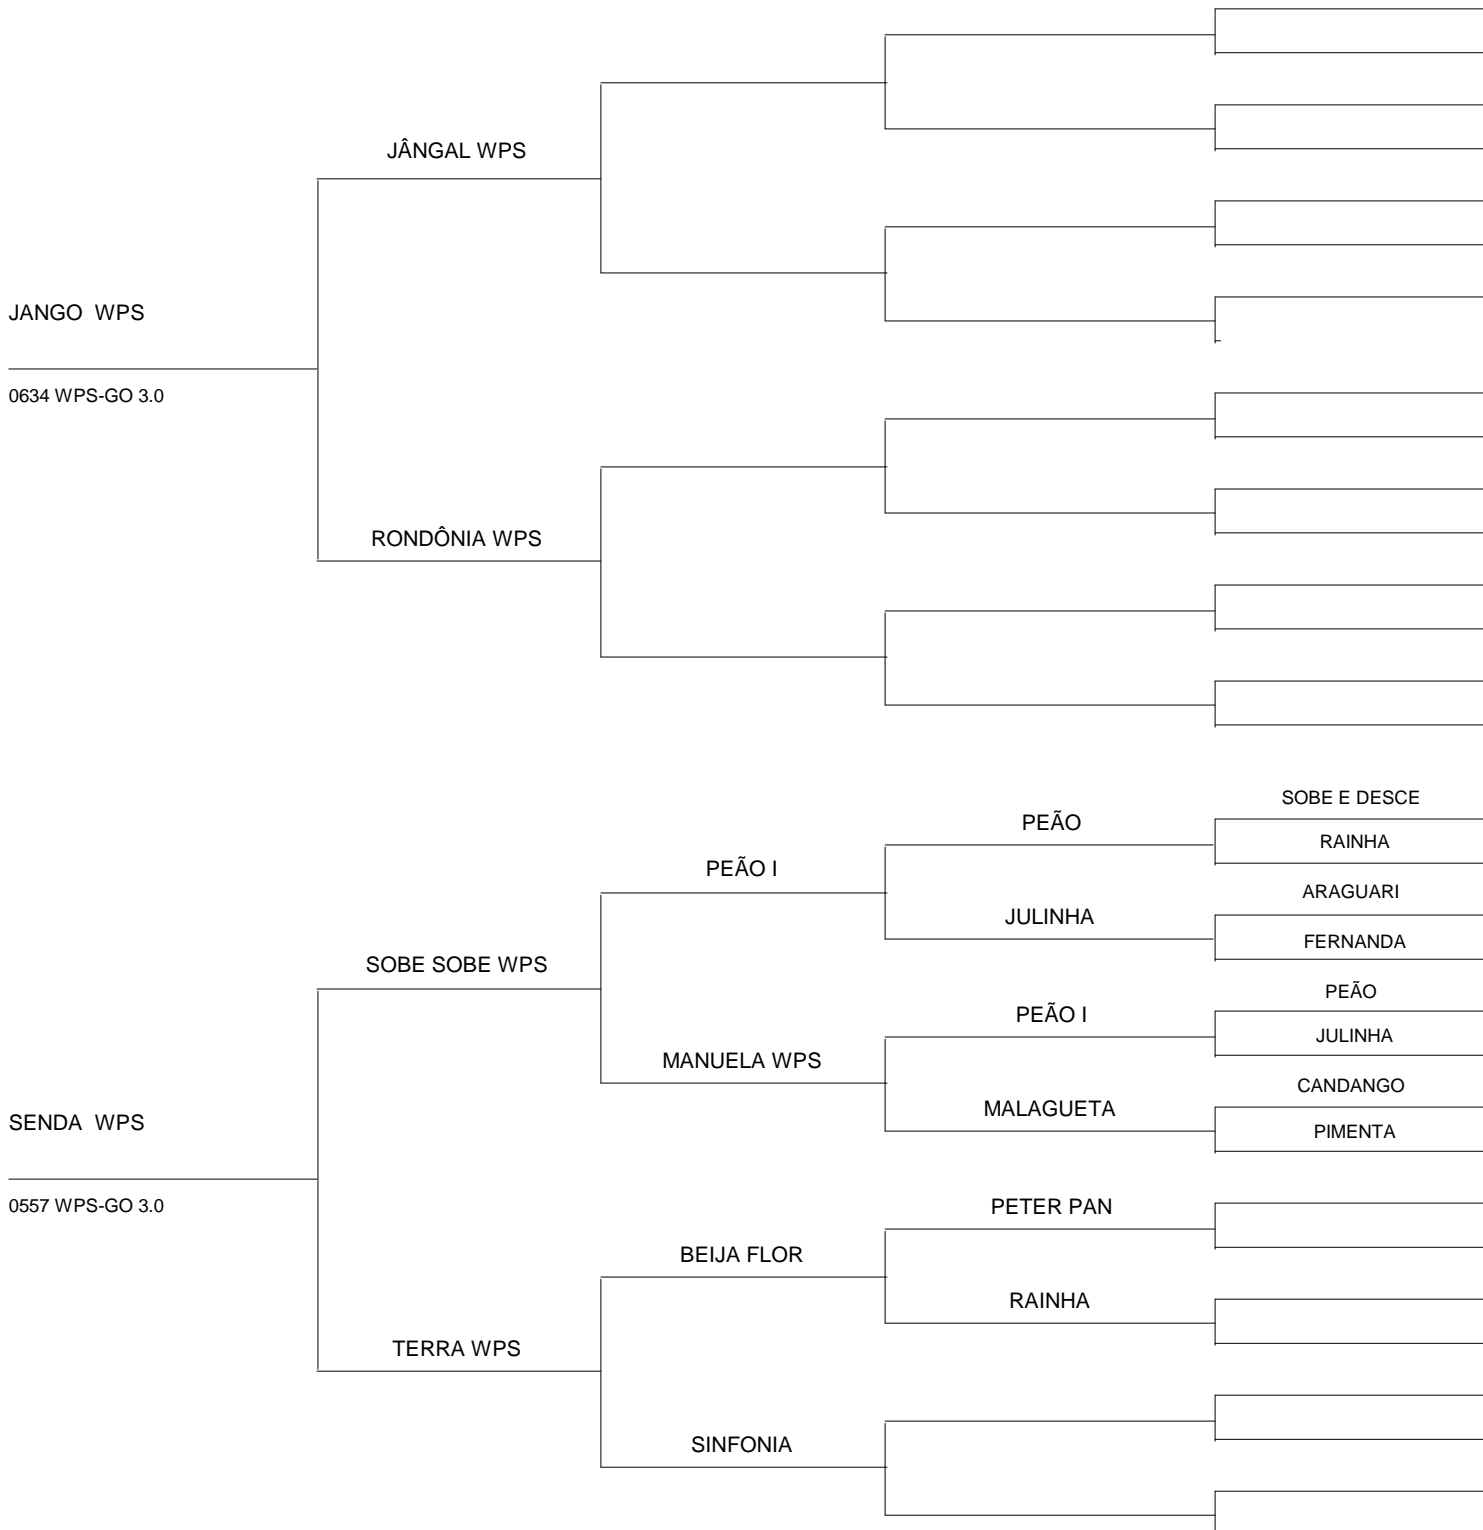 JÂNGAL WPS
JANGO  WPS
0634 WPS-GO 3.0
RONDÔNIA WPS
SOBE E DESCE
PEÃO
RAINHA
PEÃO I
ARAGUARI
JULINHA
FERNANDA
SOBE SOBE WPS
PEÃO
PEÃO I
JULINHA
MANUELA WPS
CANDANGO
MALAGUETA
PIMENTA
SENDA  WPS
0557 WPS-GO 3.0
PETER PAN
BEIJA FLOR
RAINHA
TERRA WPS
SINFONIA